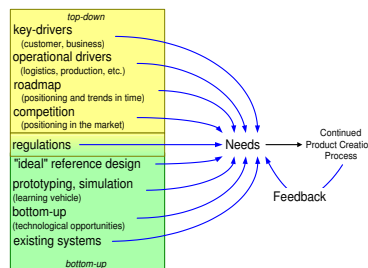 top-down
key-drivers
(customer, business)
operational drivers
(logistics, production, etc.)
roadmap
(positioning and trends in time)
competition
(positioning in the market)
regulations
"ideal" reference design
prototyping, simulation
(learning vehicle)
bottom-up
(technological opportunities)
existing systems
bottom-up
Needs
Continued
Product Creatio
Process
Feedback